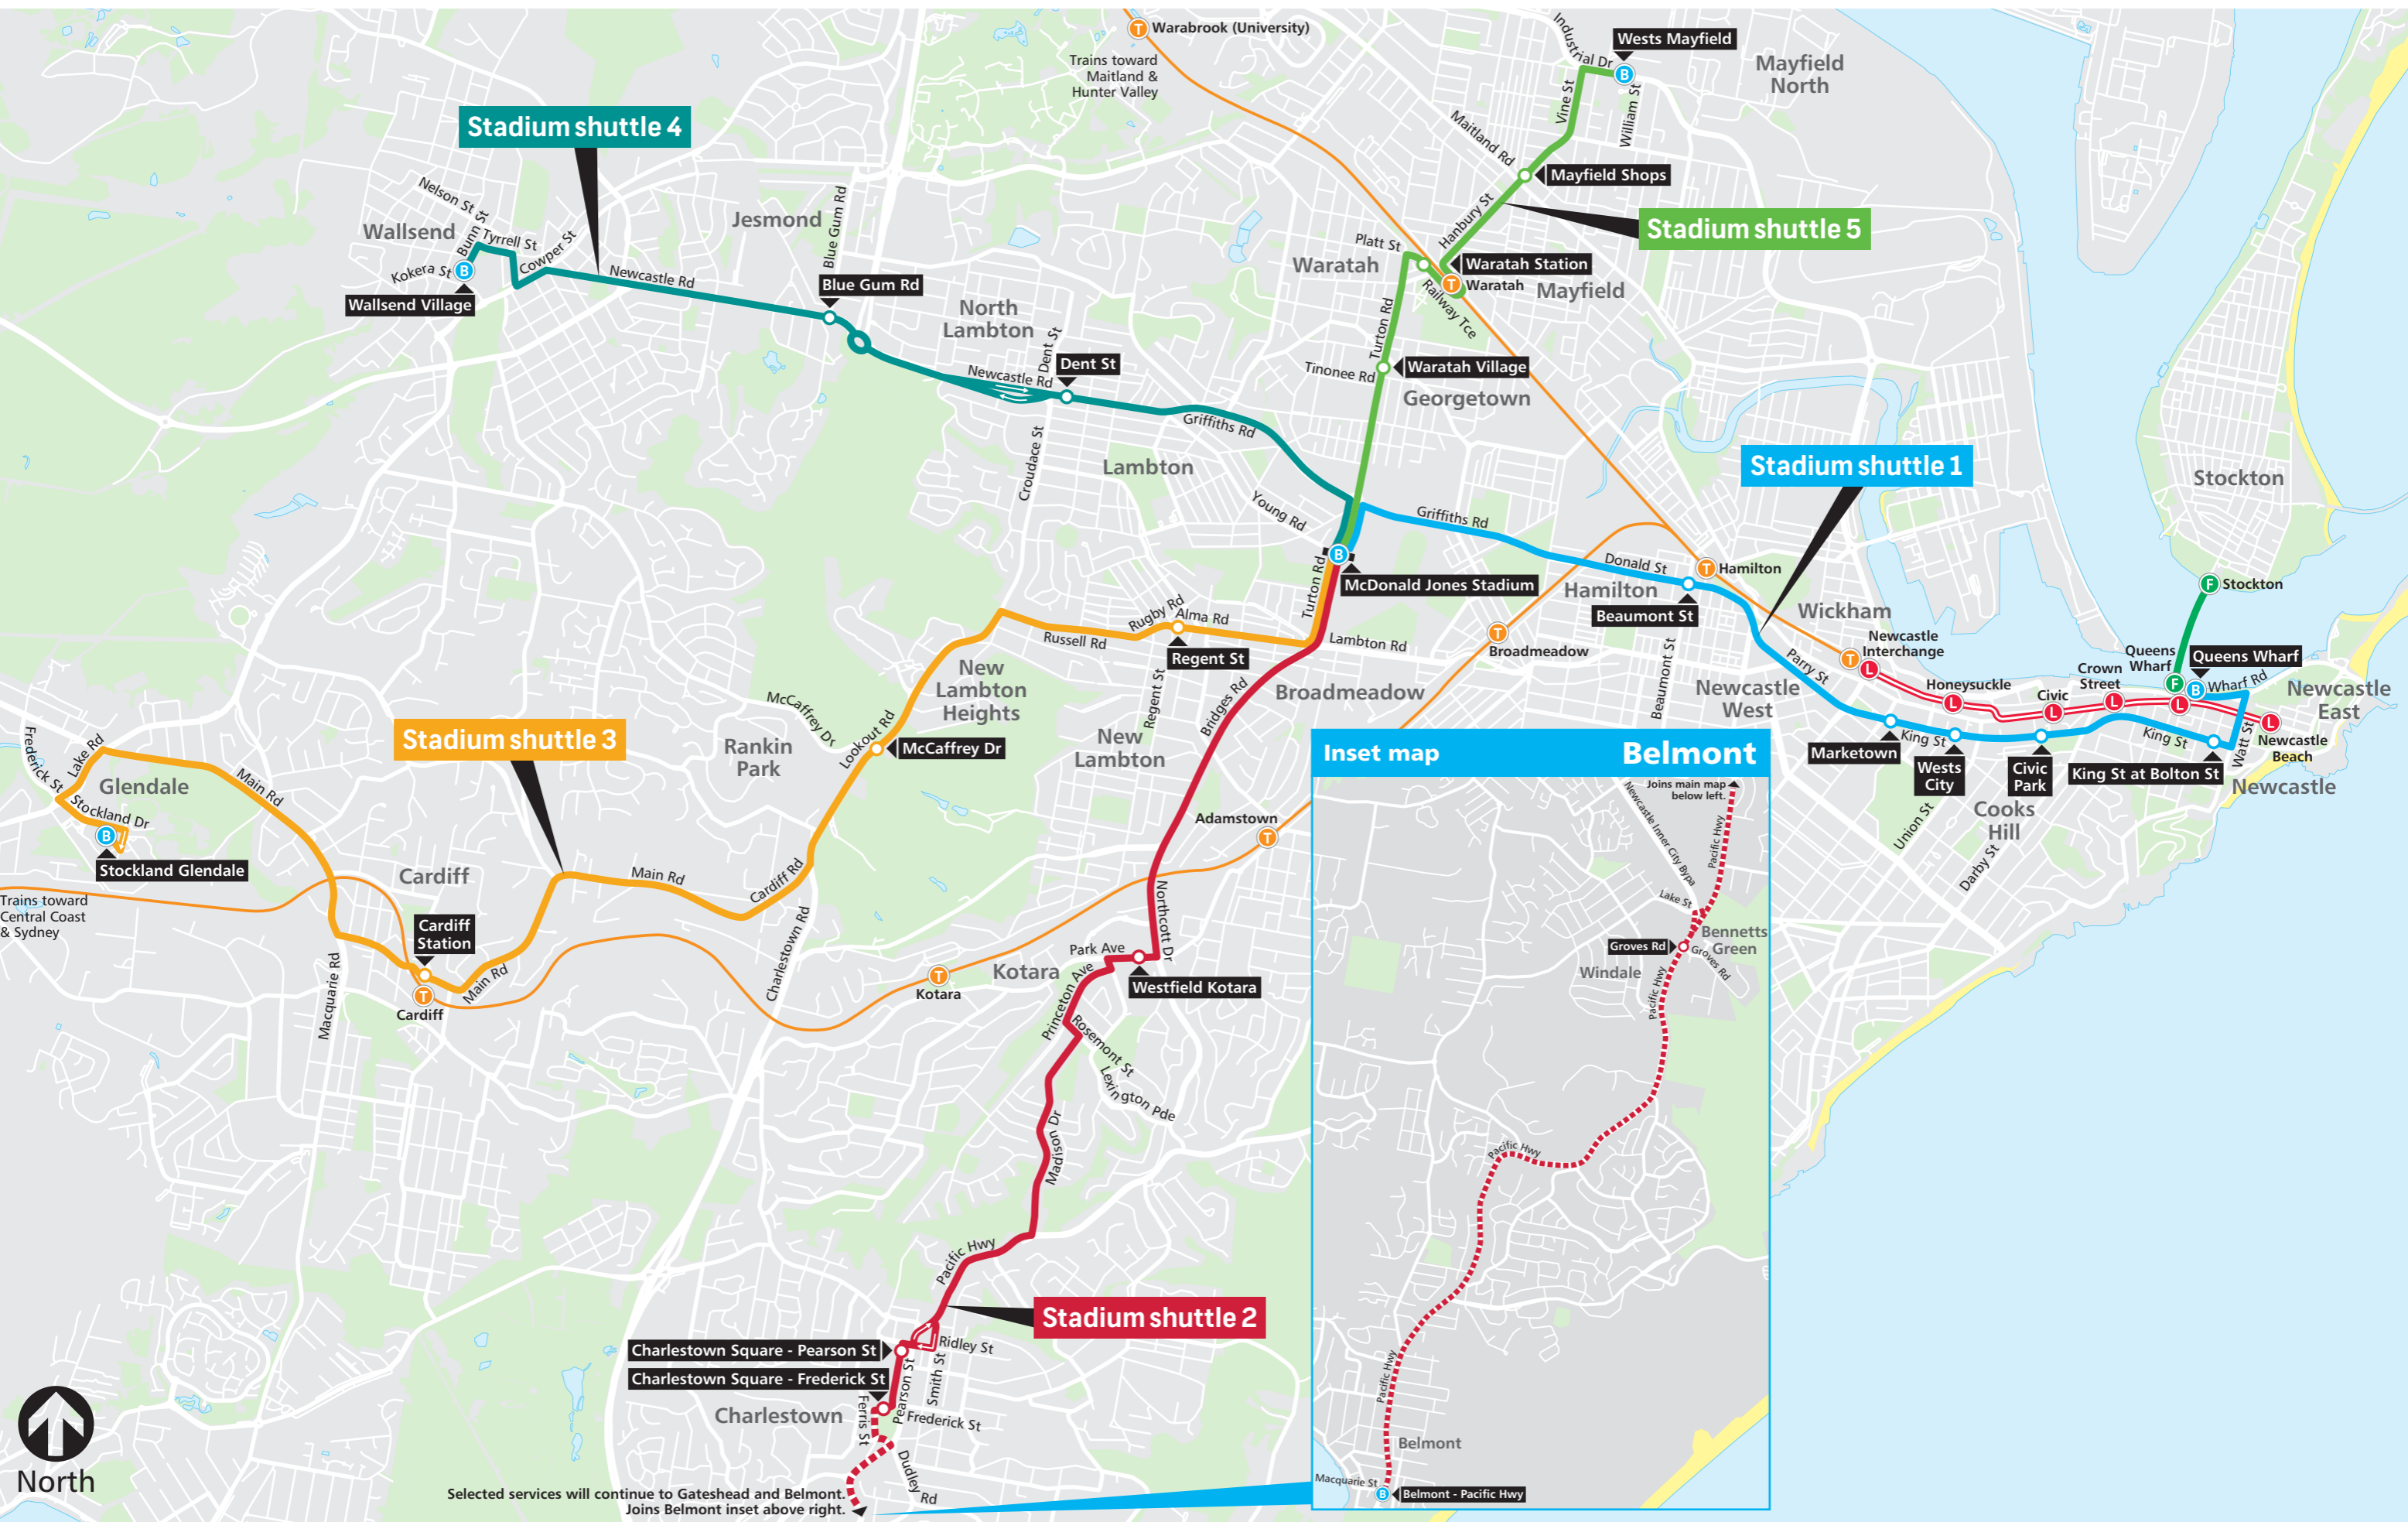 Warabrook (University)
Trains toward
Maitland &
Hunter Valley
Industrial Dr
Wests Mayfield
B
Mayfield
North
Vine St
William St
Maitland Rd
Mayfield Shops
Stadium shuttle 4
Stadium shuttle 5
Nelson St
Wallsend
Bunn St
Tyrrell St
Cowper St
Kokera St
B
Wallsend Village
Newcastle Rd
Jesmond
Blue Gum Rd
Blue Gum Rd
North
Lambton
Dent St
Dent St
Newcastle Rd
Griffiths Rd
Croudace St
Lambton
Young Rd
Hanbury St
Platt St
Waratah
Waratah Station
T
Waratah
Mayfield
Railway Tce
Turton Rd
Tinonee Rd
Waratah Village
Georgetown
Stadium shuttle 1
Stockton
Griffiths Rd
B
McDonald Jones Stadium
Turton Rd
Donald St
T
Hamilton
Hamilton
Beaumont St
Beaumont St
Wickham
F
Stockton
Newcastle
Interchange
T
L
Queens
Wharf
Queens Wharf
F
B
Wharf Rd
Crown
Street
L
L
Honeysuckle
L
Civic
L
Newcastle
East
L
Newcastle
Beach
Parry St
Newcastle
West
Marketown
King St
Wests
City
Civic
Park
King St
King St at Bolton St
Watt St
Newcastle
Cooks
Hill
Union St
Darby St
T
Broadmeadow
Lambton Rd
Broadmeadow
Rugby Rd
Alma Rd
Russell Rd
Regent St
Regent St
New
Lambton
Heights
McCaffrey Dr
McCaffrey Dr
Lookout Rd
Rankin
Park
New
Lambton
Bridges Rd
Stadium shuttle 3
Frederick St
Lake Rd
Glendale
Main Rd
Stockland Dr
B
Stockland Glendale
Trains toward
Central Coast
& Sydney
Cardiff
Cardiff
Station
T
Cardiff
Main Rd
Main Rd
Cardiff Rd
Macquarie Rd
Charlestown Rd
Adamstown
T
Northcott Dr
Park Ave
Kotara
T
Kotara
Westfield Kotara
Princeton Ave
Rosemont St
Lexington Pde
Madison Dr
Pacific Hwy
Stadium shuttle 2
Charlestown Square - Pearson St
Ridley St
Charlestown Square - Frederick St
Pearson St
Smith St
Charlestown
Ferris St
Frederick St
Dudley Rd
Selected services will continue to Gateshead and Belmont.
Joins Belmont inset above right.
North
Inset map
Belmont
Joins main map
below left.
Newcastle Inner City Bypa
Pacific Hwy
Lake St
Groves Rd
Bennetts
Green
Groves Rd
Windale
Pacific Hwy
Pacific Hwy
Pacific Hwy
Belmont
Macquarie St
B
Belmont - Pacific Hwy
T